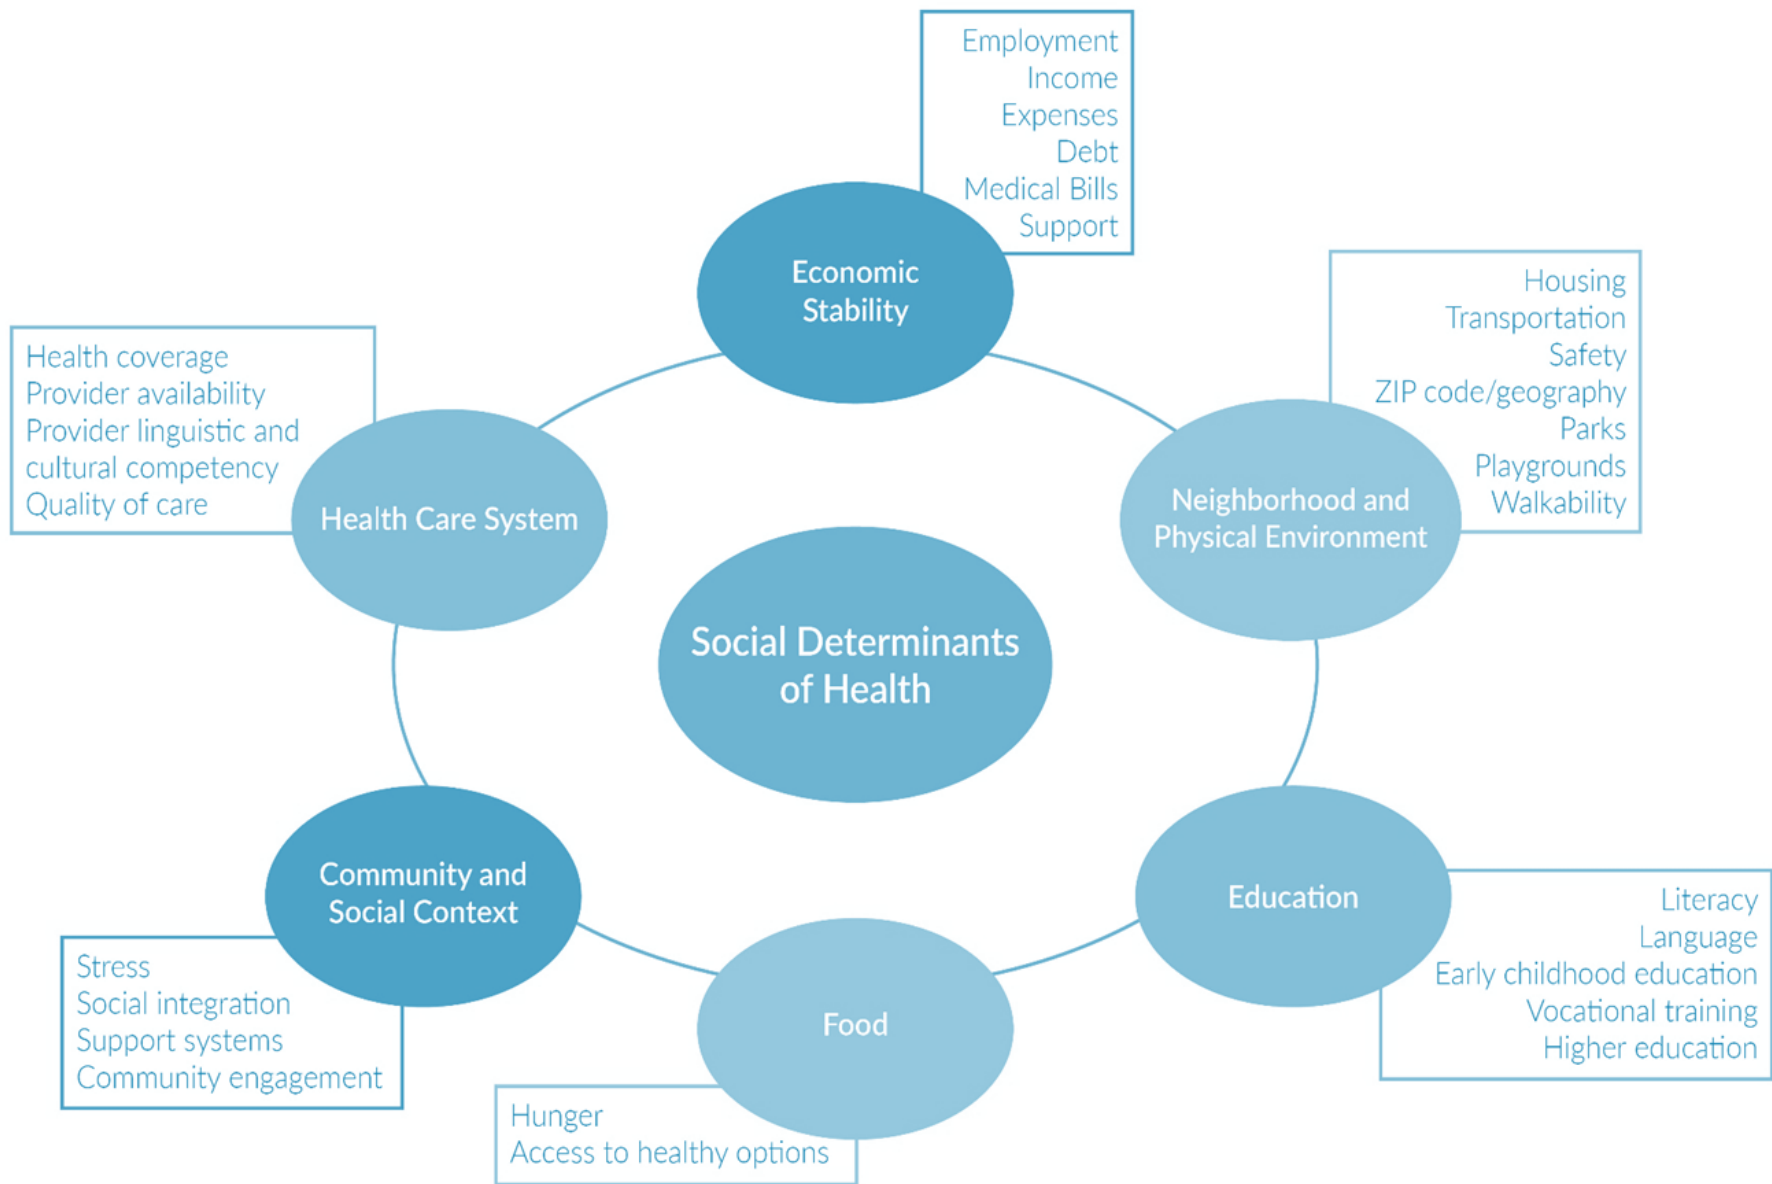 Employment
Income
Expenses
Debt
Medical Bills
Support
Economic
Stability
Housing
Transportation
Safety
ZIP code/geography
Parks
Playgrounds
Walkability
Neighborhood and
Physical Environment
Health coverage
Provider availability
Provider linguistic and
cultural competency
Quality of care
Health Care System
Social Determinants
of Health
Community and
Social Context
Stress
Social integration
Support systems
Community engagement
Education
Literacy
Language
Early childhood education
Vocational training
Higher education
Food
Hunger
Access to healthy options